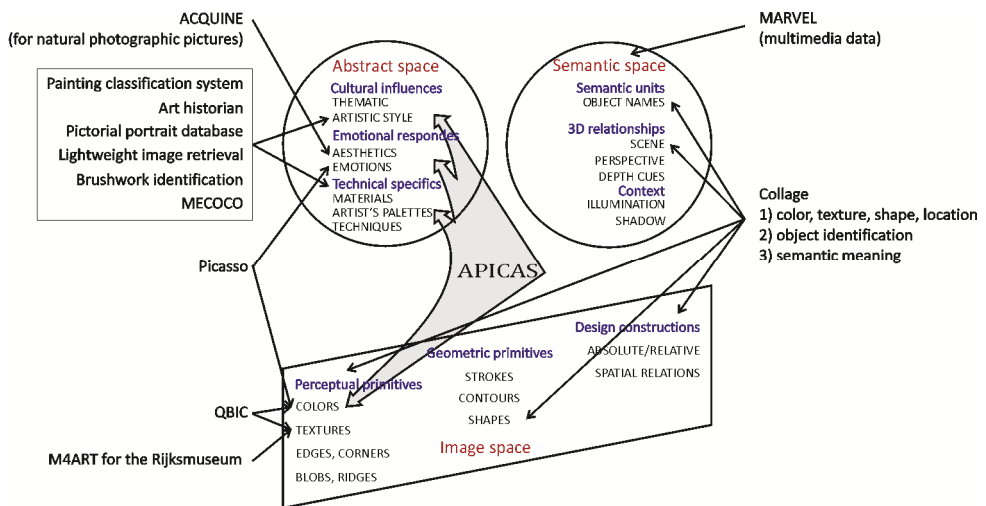 ACQUINE
(for natural photographic pictures)
MARVEL
(multimedia data)
Painting classification system
Art historian
Pictorial portrait database
Lightweight image retrieval
Brushwork identification
MECOCO
Abstract space
Cultural influences
THEMATIC
ARTISTIC STYLE
Emotional respondes
AESTHETICS
EMOTIONS
Technical specifics
MATERIALS
ARTIST'S PALETTES
TECHNIQUES
Semantic space
Semantic units
OBJECT NAMES
3D relationships
SCENE
PERSPECTIVE
DEPTH CUES
Context
ILLUMINATION
SHADOW
Collage
1) color, texture, shape, location
2) object identification
3) semantic meaning
Picasso
APICAS
Design constructions
ABSOLUTE/RELATIVE
SPATIAL RELATIONS
Geometric primitives
STROKES
CONTOURS
SHAPES
Perceptual primitives
COLORS
TEXTURES
EDGES, CORNERS
BLOBS, RIDGES
Image space
QBIC
M4ART for the Rijksmuseum